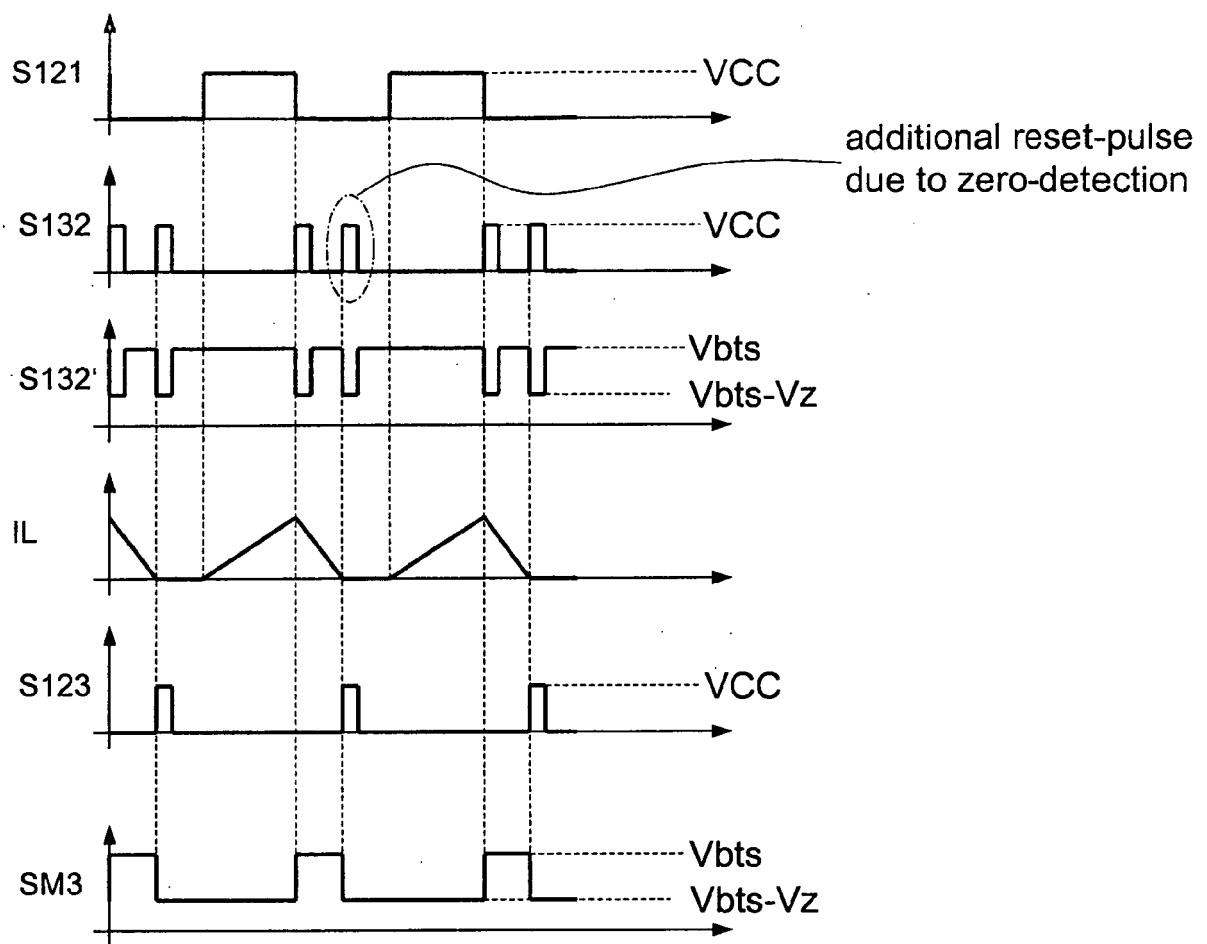 S121
VCC
additional reset-pulse
due to zero-detection
S132
VCC
S132'
Vbts
Vbts-Vz
IL
S123
VCC
SM3
Vbts
Vbts-Vz